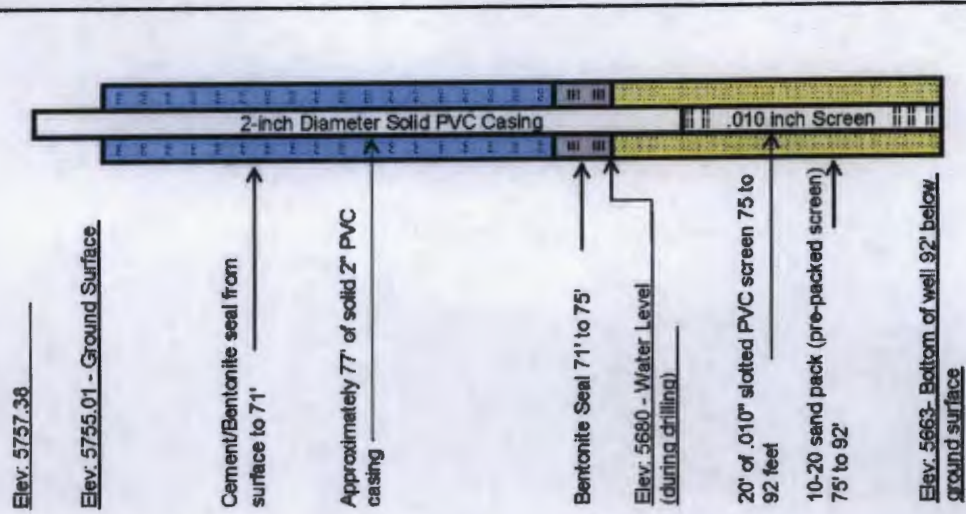 Elev: 5757.38
Elev: 5755.01 - Ground Surface
Cement/Bentonite seal from
surface to 71'
Approximately 77' of solid 2" PVC
casing
Bentonite Seal 71' to 75'
Elev: 5680 - Water Level
(during drilling)
20' of .010" slotted PVC screen 75 to
92 feet
10-20 sand pack (pre-packed screen)
75' to 92'
Elev: 5663- Bottom of well 92' below
ground surface
2-inch Diameter Solid PVC Casing
.010 inch Screen